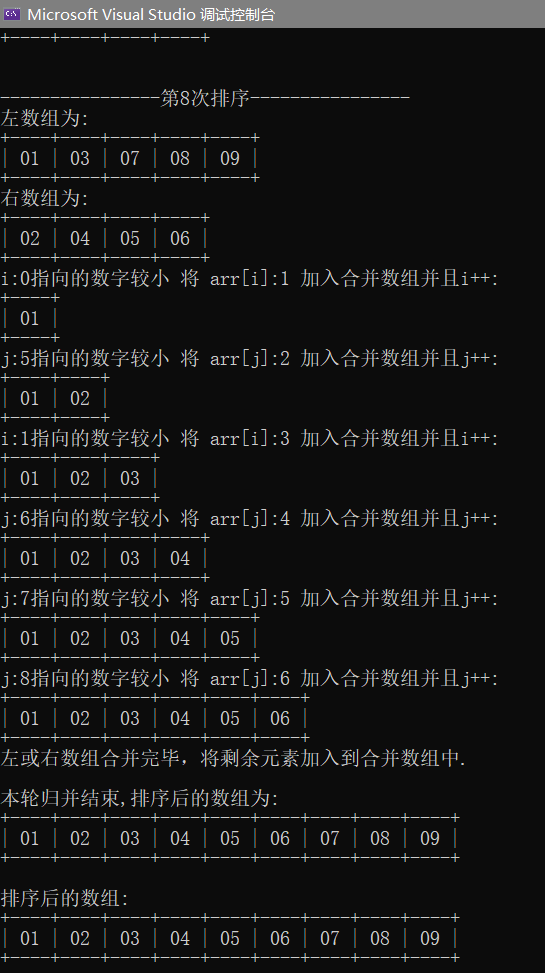 Microsoft Visual Studio 调试控制台
+----+----+----+----+
----------------第8次排序----------------
左数组为:
+----+----+----+----+----+
| 01 | 03 | 07 | 08 | 09 |
+----+----+----+----+----+
右数组为:
+----+----+----+----+
| 02 | 04 | 05 | 06 |
+----+----+----+----+
i:0指向的数字较小 将 arr[i]:1 加入合并数组并且i++:
+----+
| 01 |
+----+
j:5指向的数字较小 将 arr[j]:2 加入合并数组并且j++:
+----+----+
| 01 | 02 |
+----+----+
i:1指向的数字较小 将 arr[i]:3 加入合并数组并且i++:
+----+----+----+
| 01 | 02 | 03 |
+----+----+----+
j:6指向的数字较小 将 arr[j]:4 加入合并数组并且j++:
+----+----+----+----+
| 01 | 02 | 03 | 04 |
+----+----+----+----+
j:7指向的数字较小 将 arr[j]:5 加入合并数组并且j++:
+----+----+----+----+----+
| 01 | 02 | 03 | 04 | 05 |
+----+----+----+----+----+
j:8指向的数字较小 将 arr[j]:6 加入合并数组并且j++:
+----+----+----+----+----+----+
| 01 | 02 | 03 | 04 | 05 | 06 |
+----+----+----+----+----+----+
左或右数组合并完毕，将剩余元素加入到合并数组中.
本轮归并结束,排序后的数组为:
+----+----+----+----+----+----+----+----+----+
| 01 | 02 | 03 | 04 | 05 | 06 | 07 | 08 | 09 |
+----+----+----+----+----+----+----+----+----+
排序后的数组:
+----+----+----+----+----+----+----+----+----+
| 01 | 02 | 03 | 04 | 05 | 06 | 07 | 08 | 09 |
+----+----+----+----+----+----+----+----+----+